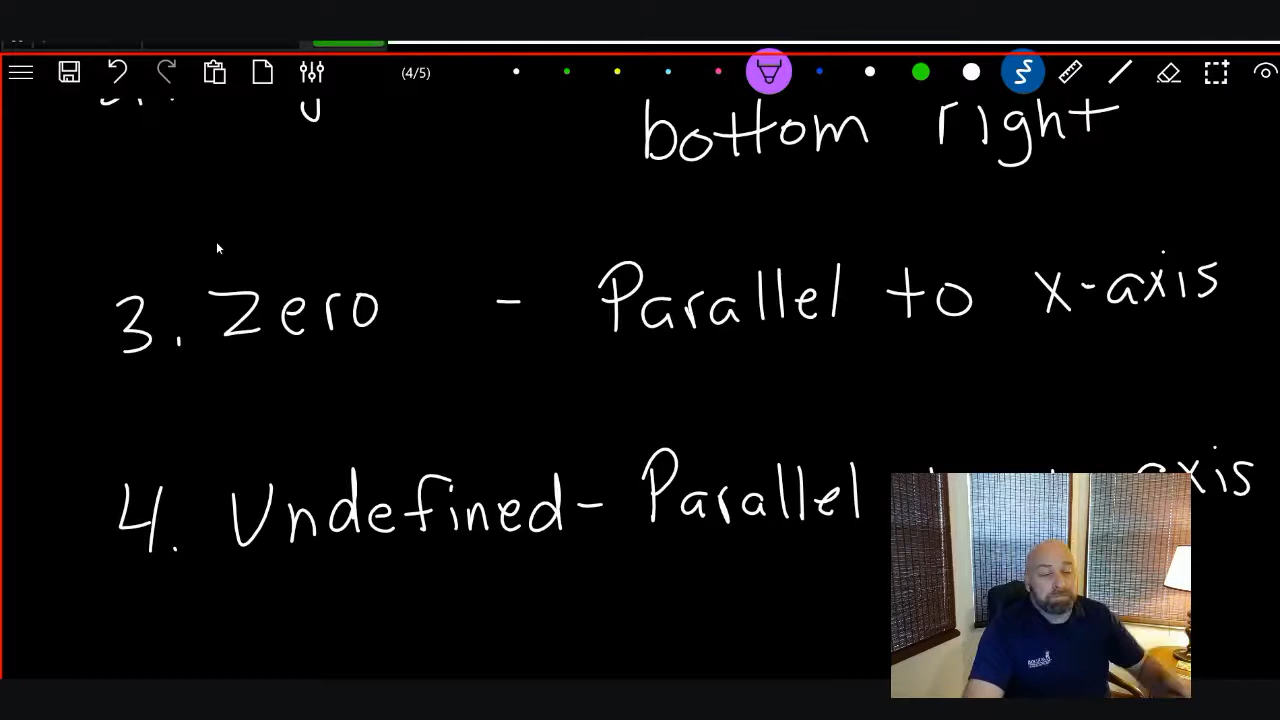 (4/5)
bottom right
3. Zero - Parallel to x-axis
4. Undefined- Parallel axis